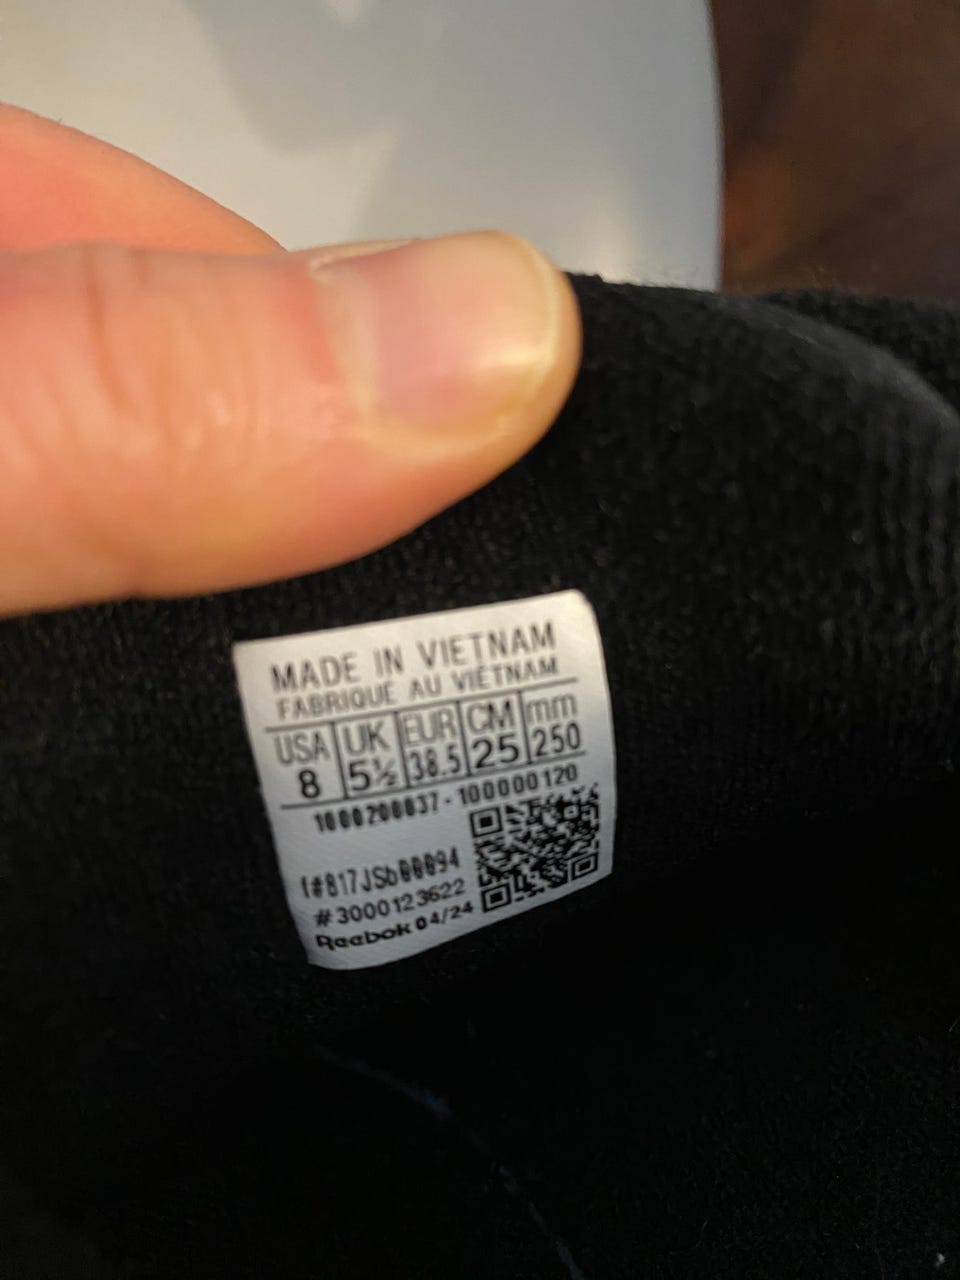 MADE IN VIETNAM
FABRIQUÉ AU VIÊTNAM
USA UK EUR CM mm
8 5½ 38.5 25 250
1000200037 - 100000120
#3000123622
Reebok 04/24